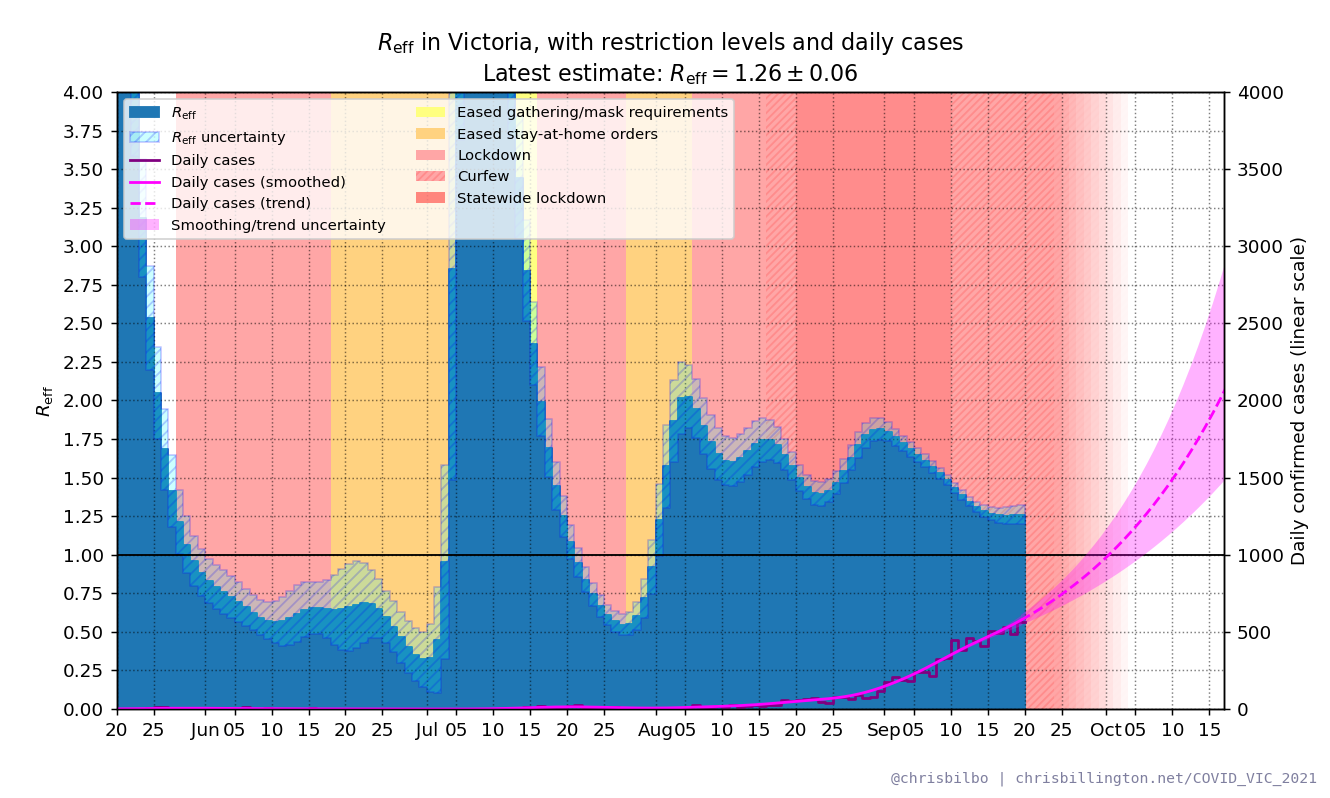 Reff in Victoria, with restriction levels and daily cases
Latest estimate: Reff = 1.26 ± 0.06
Reff
Reff uncertainty
Daily cases
Daily cases (smoothed)
Daily cases (trend)
Smoothing/trend uncertainty
Eased gathering/mask requirements
Eased stay-at-home orders
Lockdown
Curfew
Statewide lockdown
4.00
3.75
3.50
3.25
3.00
2.75
2.50
2.25
2.00
1.75
1.50
1.25
1.00
0.75
0.50
0.25
0.00
Reff
4000
3500
3000
2500
2000
1500
1000
500
0
Daily confirmed cases (linear scale)
20 25 Jun 05 10 15 20 25 Jul 05 10 15 20 25 Aug 05 10 15 20 25 Sep 05 10 15 20 25 Oct 05 10 15
@chrisbilbo | chrisbillington.net/COVID_VIC_2021